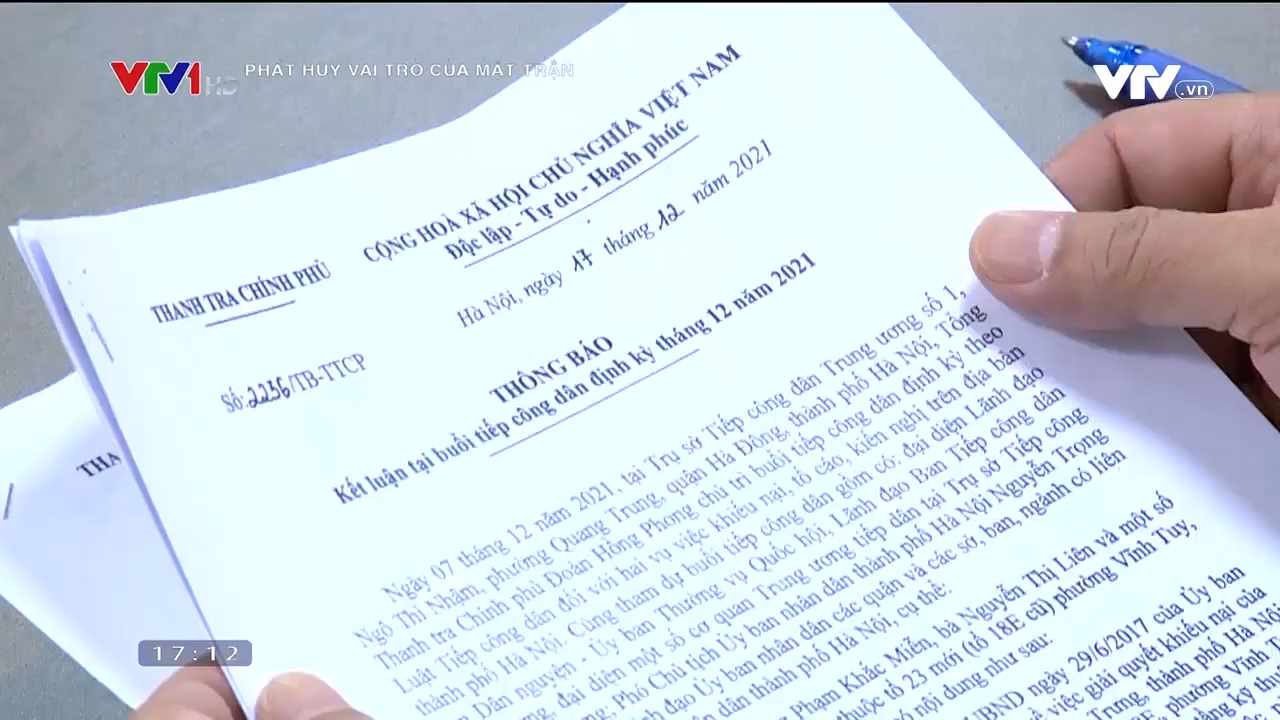 VTV1 HD
PHÁT HUY VAI TRÒ CỦA MẶT TRẬN
VTV.vn
THANH TRA CHÍNH PHỦ
CỘNG HOÀ XÃ HỘI CHỦ NGHĨA VIỆT NAM
Độc lập - Tự do - Hạnh phúc
Số: 2236/TB-TTCP
Hà Nội, ngày 17 tháng 12 năm 2021
THÔNG BÁO
Kết luận tại buổi tiếp công dân định kỳ tháng 12 năm 2021
Ngày 07 tháng 12 năm 2021, tại Trụ sở Tiếp công dân Trung ương số 1,
Ngô Thì Nhậm, phường Quang Trung, quận Hà Đông, thành phố Hà Nội, Tổng
Thanh tra Chính phủ Đoàn Hồng Phong chủ trì buổi tiếp công dân định kỳ theo
Luật Tiếp công dân đối với hai vụ việc khiếu nại, tố cáo, kiến nghị trên địa bàn
thành phố Hà Nội. Cùng tham dự buổi tiếp công dân gồm có: đại diện Lãnh đạo
Dân nguyện - Ủy ban Thường vụ Quốc hội, Lãnh đạo Ban Tiếp công dân
đại diện một số cơ quan Trung ương tiếp dân tại Trụ sở Tiếp công
Phó Chủ tịch Ủy ban nhân dân thành phố Hà Nội Nguyễn Trọng
đạo Ủy ban nhân dân các quận và các sở, ban, ngành có liên
dân thành phố Hà Nội, cụ thể:
Phạm Khắc Miên, bà Nguyễn Thị Liên và một số
thuộc tổ 23 mới (tổ 18E cũ) phường Vĩnh Tuy,
có nội dung như sau:
UBND ngày 29/6/2017 của Ủy ban
về việc giải quyết khiếu nại của
Trưng, thành phố Hà Nội
phường Vĩnh
THA
17:12